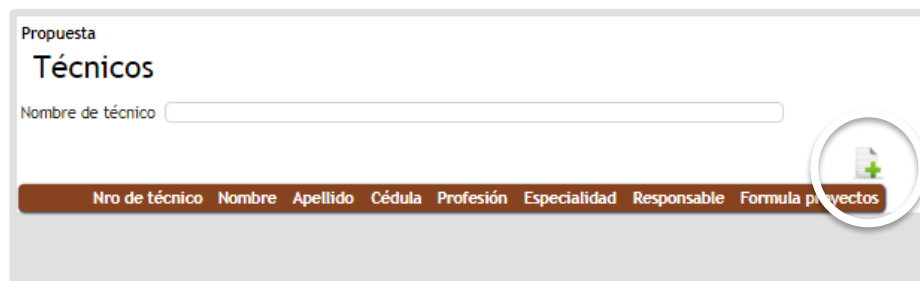 Propuesta
Técnicos
Nombre de técnico
Nro de técnico Nombre Apellido Cédula Profesión Especialidad Responsable Formula proyectos